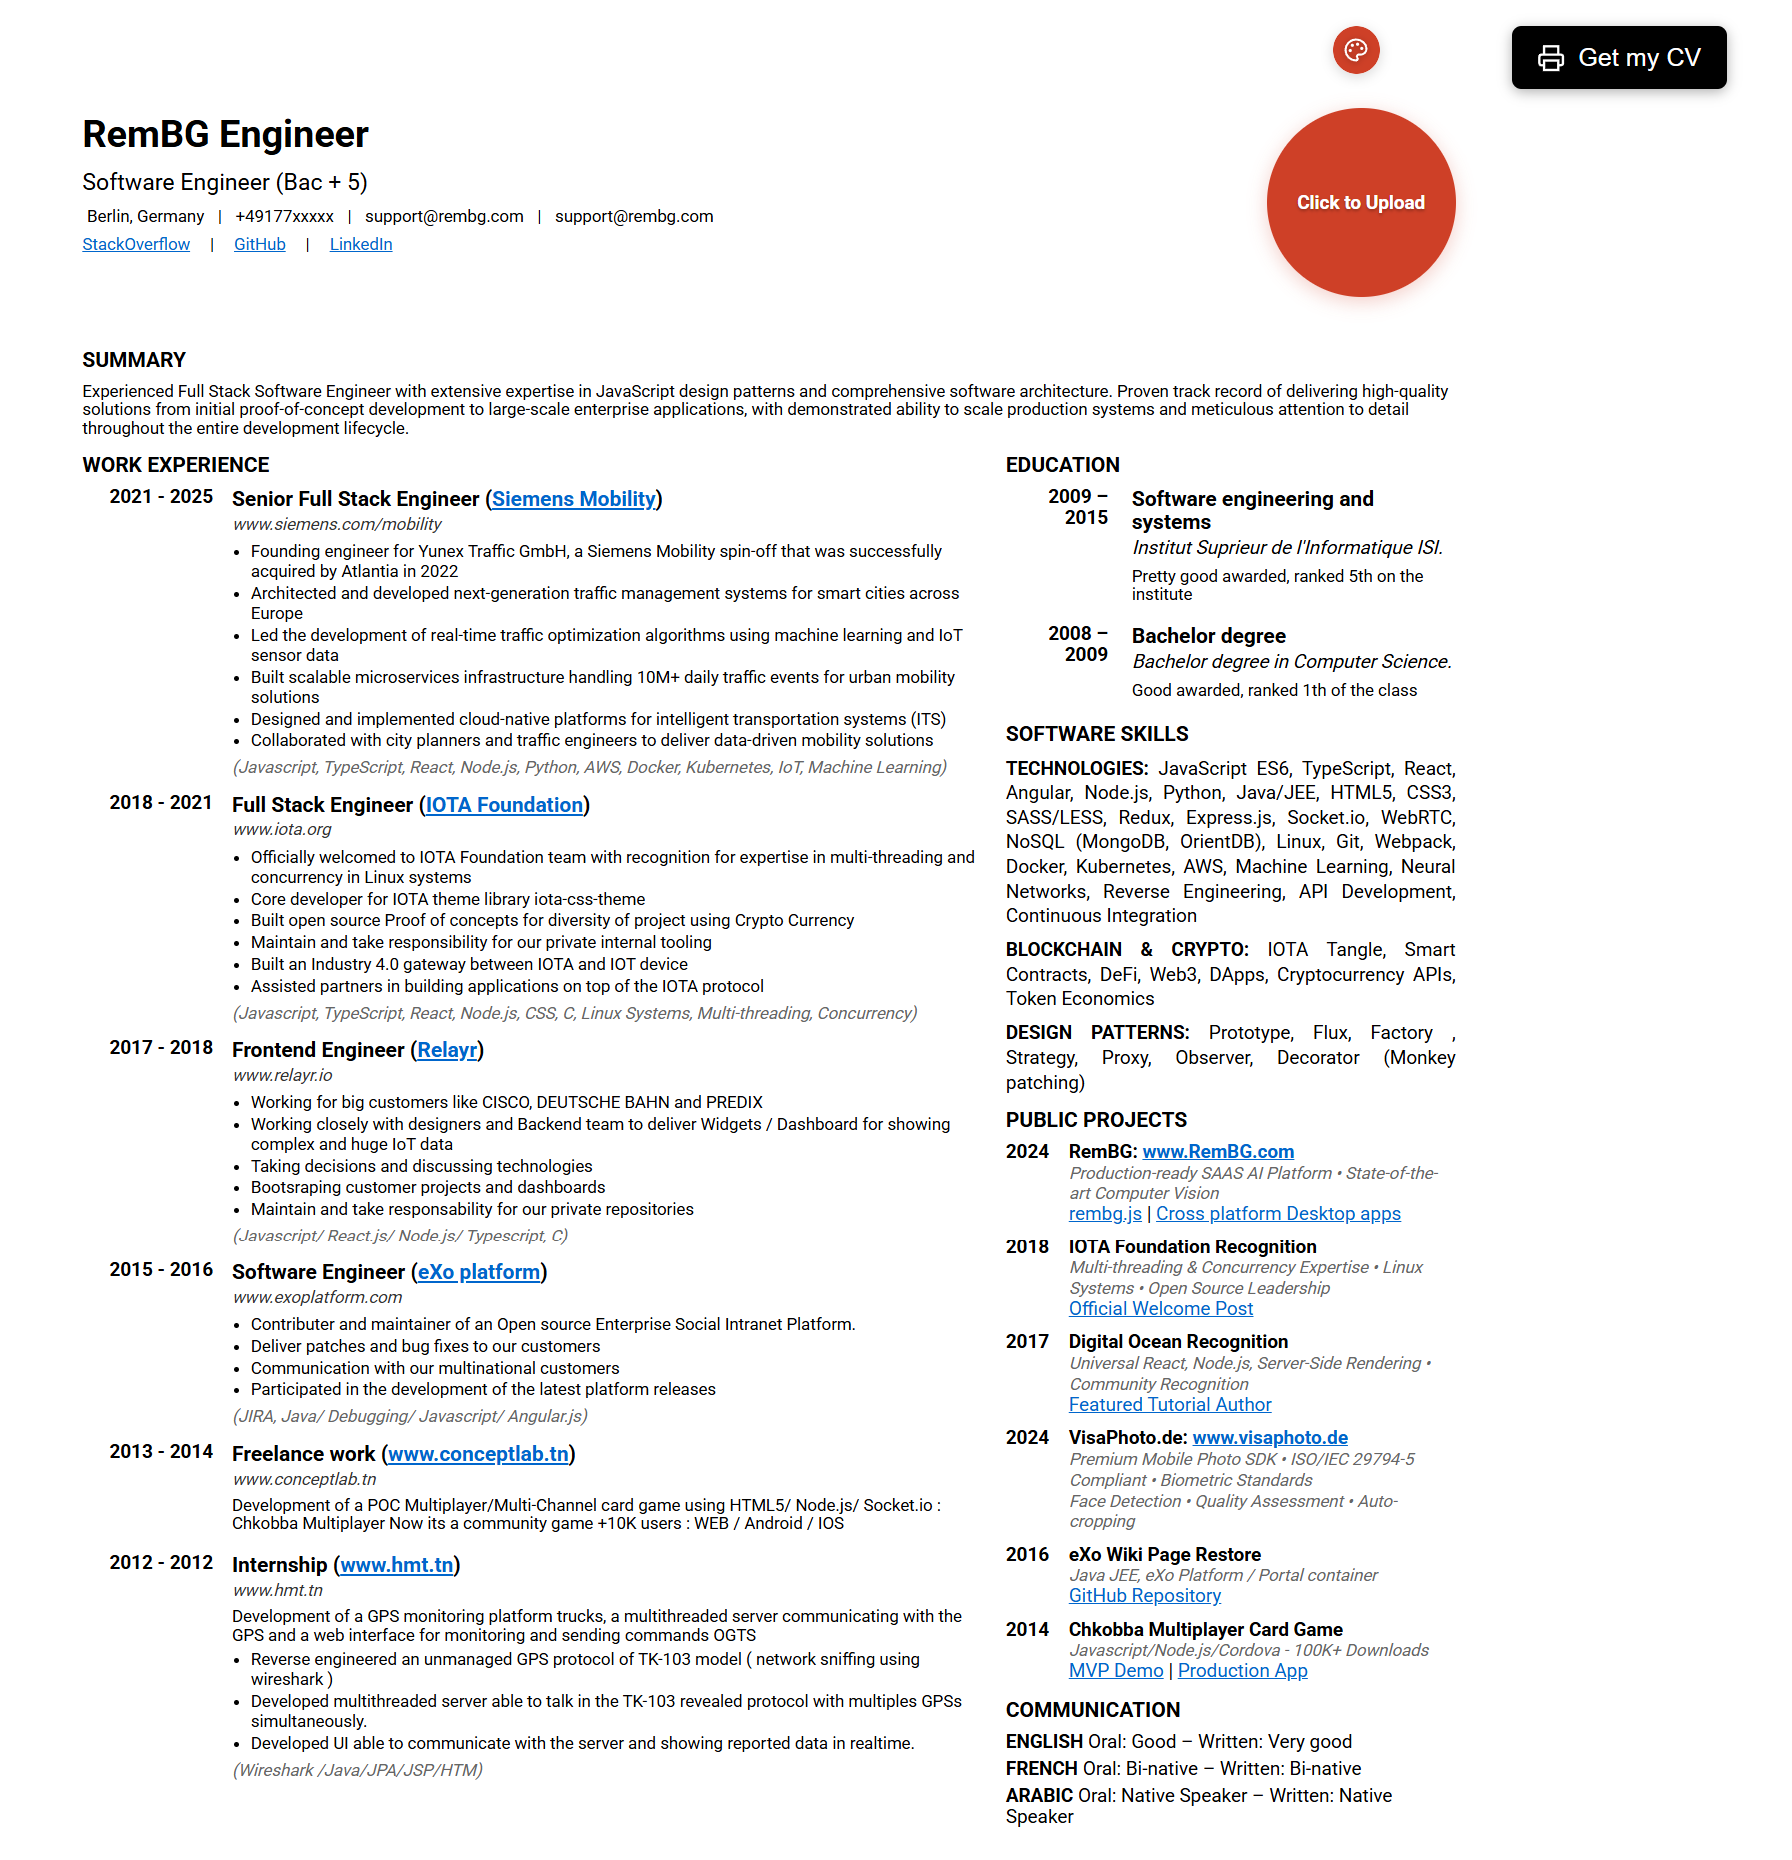 Get my CV
RemBG Engineer
Software Engineer (Bac + 5)
Berlin, Germany | +49177xxxxx | support@rembg.com | support@rembg.com
StackOverflow | GitHub | LinkedIn
Click to Upload
SUMMARY
Experienced Full Stack Software Engineer with extensive expertise in JavaScript design patterns and comprehensive software architecture. Proven track record of delivering high-quality
solutions from initial proof-of-concept development to large-scale enterprise applications, with demonstrated ability to scale production systems and meticulous attention to detail
throughout the entire development lifecycle.
WORK EXPERIENCE
2021 - 2025 Senior Full Stack Engineer (Siemens Mobility)
www.siemens.com/mobility
• Founding engineer for Yunex Traffic GmbH, a Siemens Mobility spin-off that was successfully
acquired by Atlantia in 2022
• Architected and developed next-generation traffic management systems for smart cities across
Europe
• Led the development of real-time traffic optimization algorithms using machine learning and IoT
sensor data
• Built scalable microservices infrastructure handling 10M+ daily traffic events for urban mobility
solutions
• Designed and implemented cloud-native platforms for intelligent transportation systems (ITS)
• Collaborated with city planners and traffic engineers to deliver data-driven mobility solutions
(Javascript, TypeScript, React, Node.js, Python, AWS, Docker, Kubernetes, IoT, Machine Learning)
2018 - 2021 Full Stack Engineer (IOTA Foundation)
www.iota.org
• Officially welcomed to IOTA Foundation team with recognition for expertise in multi-threading and
concurrency in Linux systems
• Core developer for IOTA theme library iota-css-theme
• Built open source Proof of concepts for diversity of project using Crypto Currency
• Maintain and take responsibility for our private internal tooling
• Built an Industry 4.0 gateway between IOTA and IOT device
• Assisted partners in building applications on top of the IOTA protocol
(Javascript, TypeScript, React, Node.js, CSS, C, Linux Systems, Multi-threading, Concurrency)
2017 - 2018 Frontend Engineer (Relayr)
www.relayr.io
• Working for big customers like CISCO, DEUTSCHE BAHN and PREDIX
• Working closely with designers and Backend team to deliver Widgets / Dashboard for showing
complex and huge IoT data
• Taking decisions and discussing technologies
• Bootsraping customer projects and dashboards
• Maintain and take responsability for our private repositories
(Javascript/ React.js/ Node.js/ Typescript, C)
2015 - 2016 Software Engineer (eXo platform)
www.exoplatform.com
• Contributer and maintainer of an Open source Enterprise Social Intranet Platform.
• Deliver patches and bug fixes to our customers
• Communication with our multinational customers
• Participated in the development of the latest platform releases
(JIRA, Java/ Debugging/ Javascript/ Angular.js)
2013 - 2014 Freelance work (www.conceptlab.tn)
www.conceptlab.tn
Development of a POC Multiplayer/Multi-Channel card game using HTML5/ Node.js/ Socket.io :
Chkobba Multiplayer Now its a community game +10K users : WEB / Android / IOS
2012 - 2012 Internship (www.hmt.tn)
www.hmt.tn
Development of a GPS monitoring platform trucks, a multithreaded server communicating with the
GPS and a web interface for monitoring and sending commands OGTS
• Reverse engineered an unmanaged GPS protocol of TK-103 model ( network sniffing using
wireshark )
• Developed multithreaded server able to talk in the TK-103 revealed protocol with multiples GPSs
simultaneously.
• Developed UI able to communicate with the server and showing reported data in realtime.
(Wireshark /Java/JPA/JSP/HTM)
EDUCATION
2009 – Software engineering and
2015 systems
Institut Suprieur de l'Informatique ISI.
Pretty good awarded, ranked 5th on the
institute
2008 – Bachelor degree
2009 Bachelor degree in Computer Science.
Good awarded, ranked 1th of the class
SOFTWARE SKILLS
TECHNOLOGIES: JavaScript ES6, TypeScript, React,
Angular, Node.js, Python, Java/JEE, HTML5, CSS3,
SASS/LESS, Redux, Express.js, Socket.io, WebRTC,
NoSQL (MongoDB, OrientDB), Linux, Git, Webpack,
Docker, Kubernetes, AWS, Machine Learning, Neural
Networks, Reverse Engineering, API Development,
Continuous Integration
BLOCKCHAIN & CRYPTO: IOTA Tangle, Smart
Contracts, DeFi, Web3, DApps, Cryptocurrency APIs,
Token Economics
DESIGN PATTERNS: Prototype, Flux, Factory ,
Strategy, Proxy, Observer, Decorator (Monkey
patching)
PUBLIC PROJECTS
2024 RemBG: www.RemBG.com
Production-ready SAAS AI Platform • State-of-the-
art Computer Vision
rembg.js | Cross platform Desktop apps
2018 IOTA Foundation Recognition
Multi-threading & Concurrency Expertise • Linux
Systems • Open Source Leadership
Official Welcome Post
2017 Digital Ocean Recognition
Universal React, Node.js, Server-Side Rendering •
Community Recognition
Featured Tutorial Author
2024 VisaPhoto.de: www.visaphoto.de
Premium Mobile Photo SDK • ISO/IEC 29794-5
Compliant • Biometric Standards
Face Detection • Quality Assessment • Auto-
cropping
2016 eXo Wiki Page Restore
Java JEE, eXo Platform / Portal container
GitHub Repository
2014 Chkobba Multiplayer Card Game
Javascript/Node.js/Cordova - 100K+ Downloads
MVP Demo | Production App
COMMUNICATION
ENGLISH Oral: Good – Written: Very good
FRENCH Oral: Bi-native – Written: Bi-native
ARABIC Oral: Native Speaker – Written: Native
Speaker